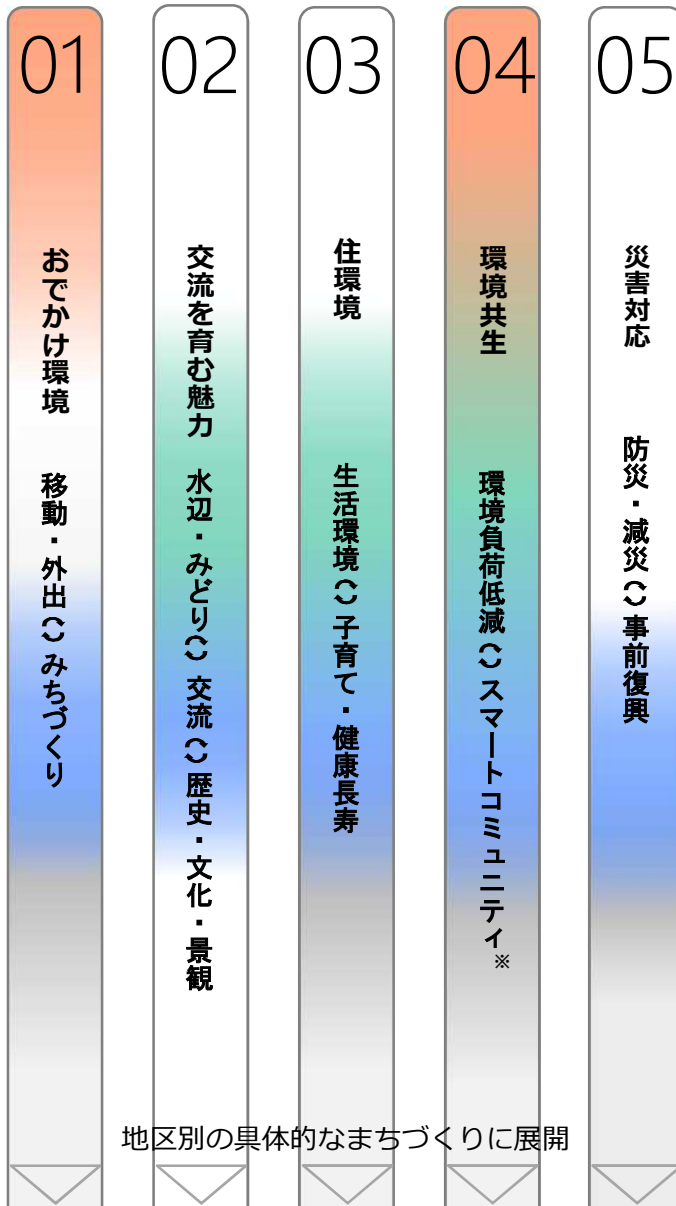 01
おでかけ環境 移動・外出 みちづくり
02
交流を育む魅力 水辺・みどり 交流 歴史・文化・景観
03
住環境 生活環境 子育て・健康長寿
04
環境共生 環境負荷低減 スマートコミュニティ※
05
災害対応 防災・減災 事前復興
地区別の具体的なまちづくりに展開